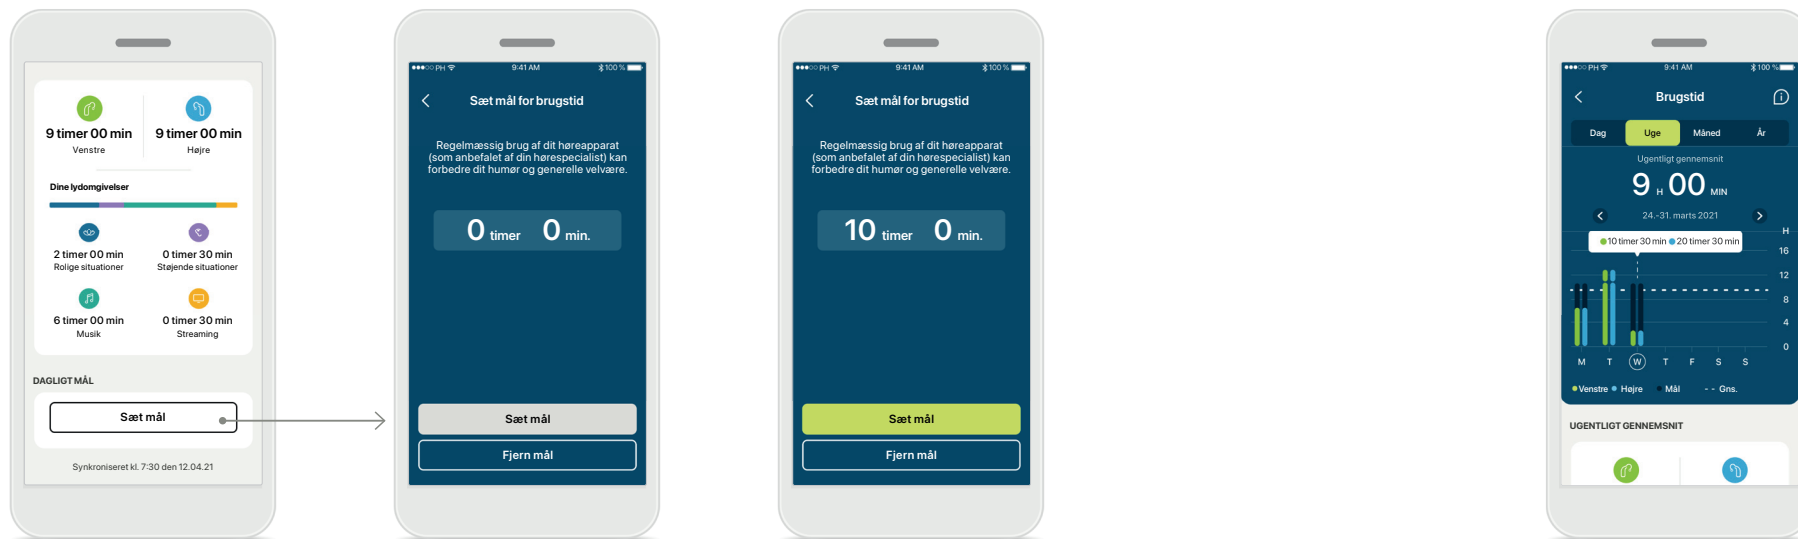 9 timer 00 min
Venstre
9 timer 00 min
Højre
Dine lydomgivelser
2 timer 00 min
Rolige situationer
0 timer 30 min
Støjende situationer
6 timer 00 min
Musik
0 timer 30 min
Streaming
DAGLIGT MÅL
Sæt mål
Synkroniseret kl. 7:30 den 12.04.21
PH 9:41 AM 100 %
Sæt mål for brugstid
Regelmæssig brug af dit høreapparat
(som anbefalet af din hørespecialist) kan
forbedre dit humør og generelle velvære.
0 timer 0 min.
Sæt mål
Fjern mål
PH 9:41 AM 100 %
Sæt mål for brugstid
Regelmæssig brug af dit høreapparat
(som anbefalet af din hørespecialist) kan
forbedre dit humør og generelle velvære.
10 timer 0 min.
Sæt mål
Fjern mål
PH 9:41 AM 100 %
Brugstid
Dag Uge Måned År
Ugentligt gennemsnit
9 H 00 MIN
24.-31. marts 2021
H
10 timer 30 min 20 timer 30 min
16
12
8
4
0
M T W T F S S
Venstre Højre Mål - - Gns.
UGENTLIGT GENNEMSNIT